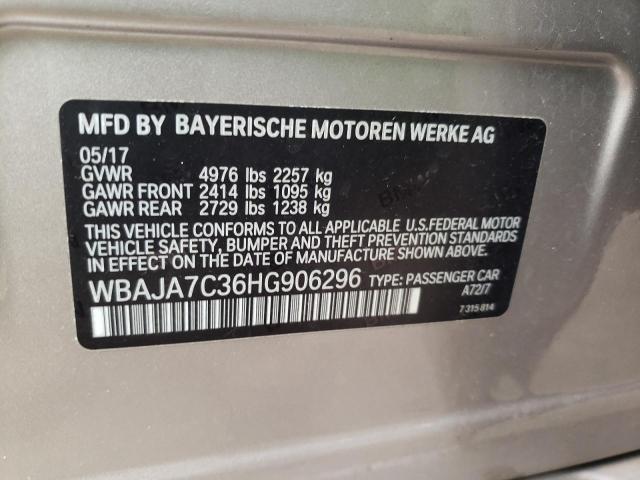 MFD BY BAYERISCHE MOTOREN WERKE AG
05/17
GVWR 4976 lbs 2257 kg
GAWR FRONT 2414 lbs 1095 kg
GAWR REAR 2729 lbs 1238 kg
THIS VEHICLE CONFORMS TO ALL APPLICABLE U.S.FEDERAL MOTOR
VEHICLE SAFETY, BUMPER AND THEFT PREVENTION STANDARDS
IN EFFECT ON THE DATE OF MANUFACTURE SHOWN ABOVE.
WBAJA7C36HG906296 TYPE: PASSENGER CAR
A72/7
7315814